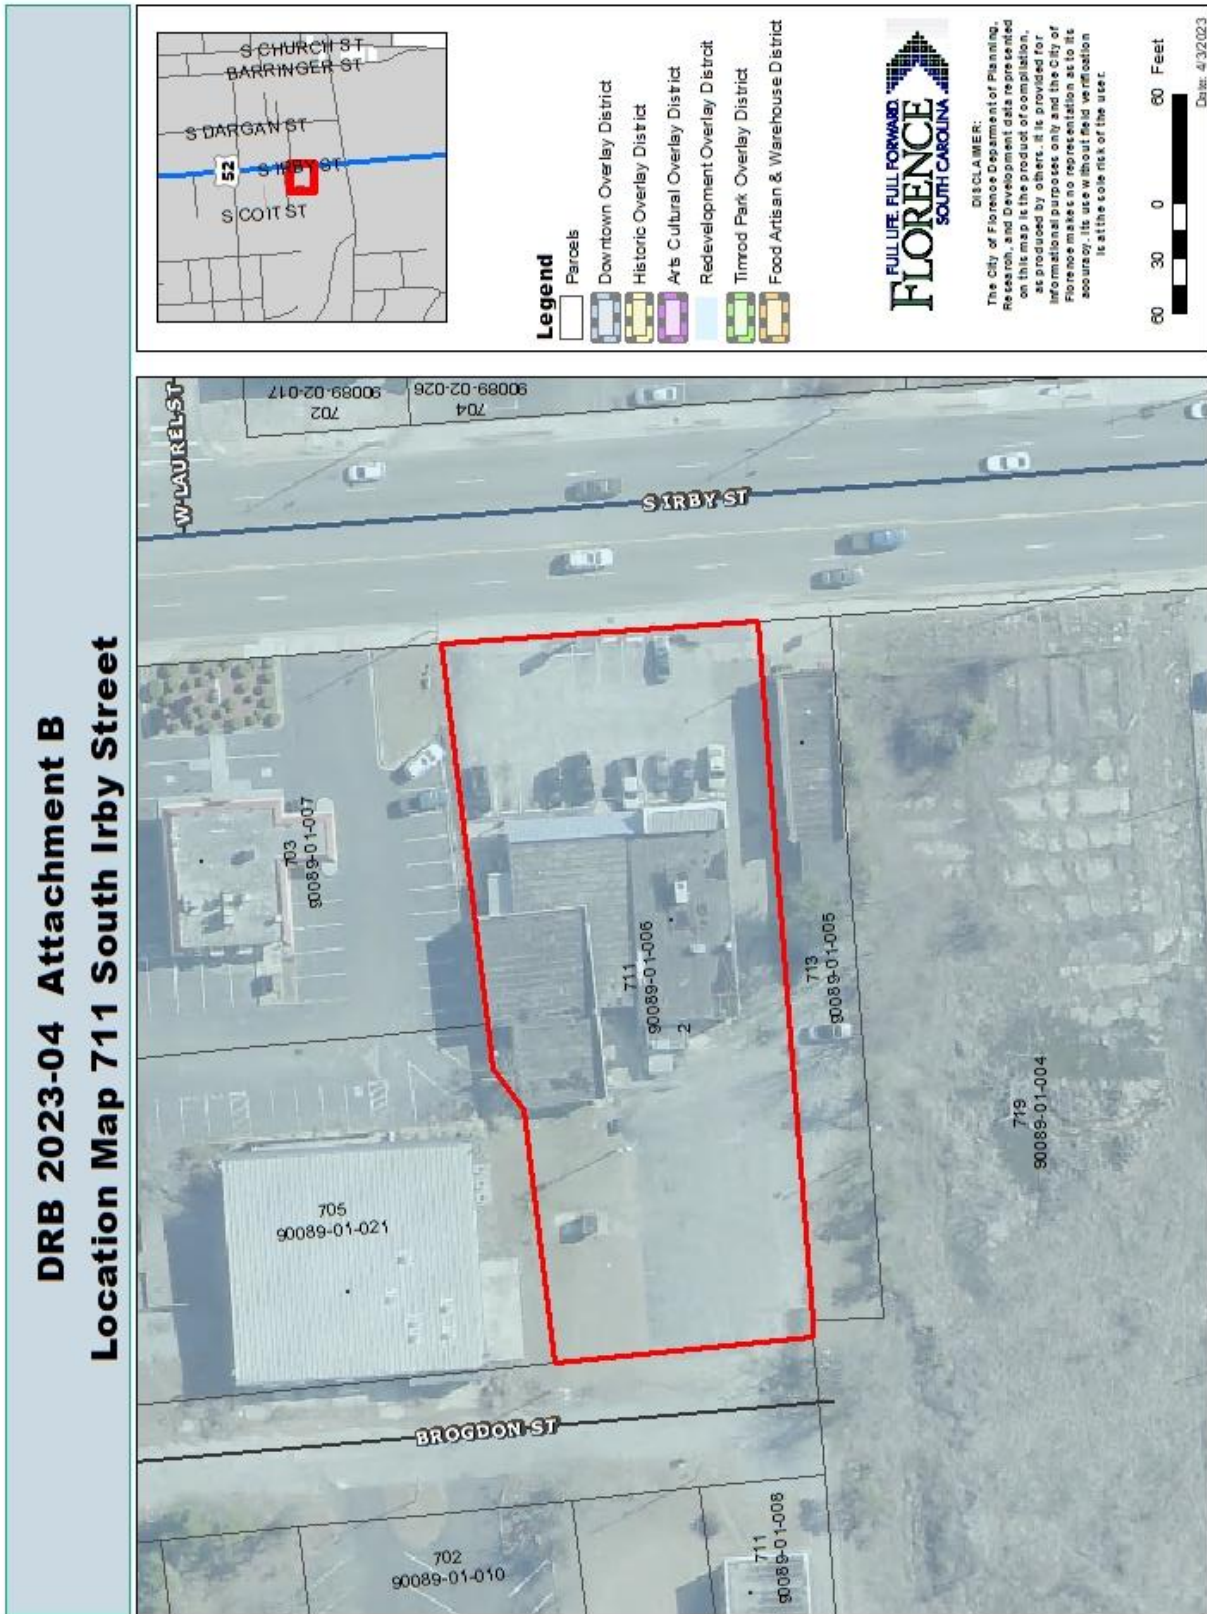 DRB 2023-04 Attachment B
Location Map 711 South Irby Street
W LAUREL ST
702
90089-02-017
704
90089-02-026
S IRBY ST
703
90089-01-007
705
90089-01-021
711
90089-01-006
2
713
90089-01-005
719
90089-01-004
BROGDON ST
702
90089-01-010
711
90089-01-008
S CHURCH ST
BARRINGER ST
S DARGAN ST
52
S IRBY ST
S COIT ST
Legend
Parcels
Downtown Overlay District
Historic Overlay District
Arts Cultural Overlay District
Redevelopment Overlay Distrcit
Timrod Park Overlay District
Food Artisan & Warehouse District
FULL LIFE. FULL FORWARD.
FLORENCE
SOUTH CAROLINA
DISCLAIMER:
The City of Florence Deparment of Planning,
Research, and Development data represented
on this map is the product of compilation,
as produced by others. It is provided for
informational purposes only and the City of
Florence makes no representation as to its
accuracy. Its use without field verification
is at the sole risk of the user.
60 30 0 60 Feet
Date: 4/3/2023